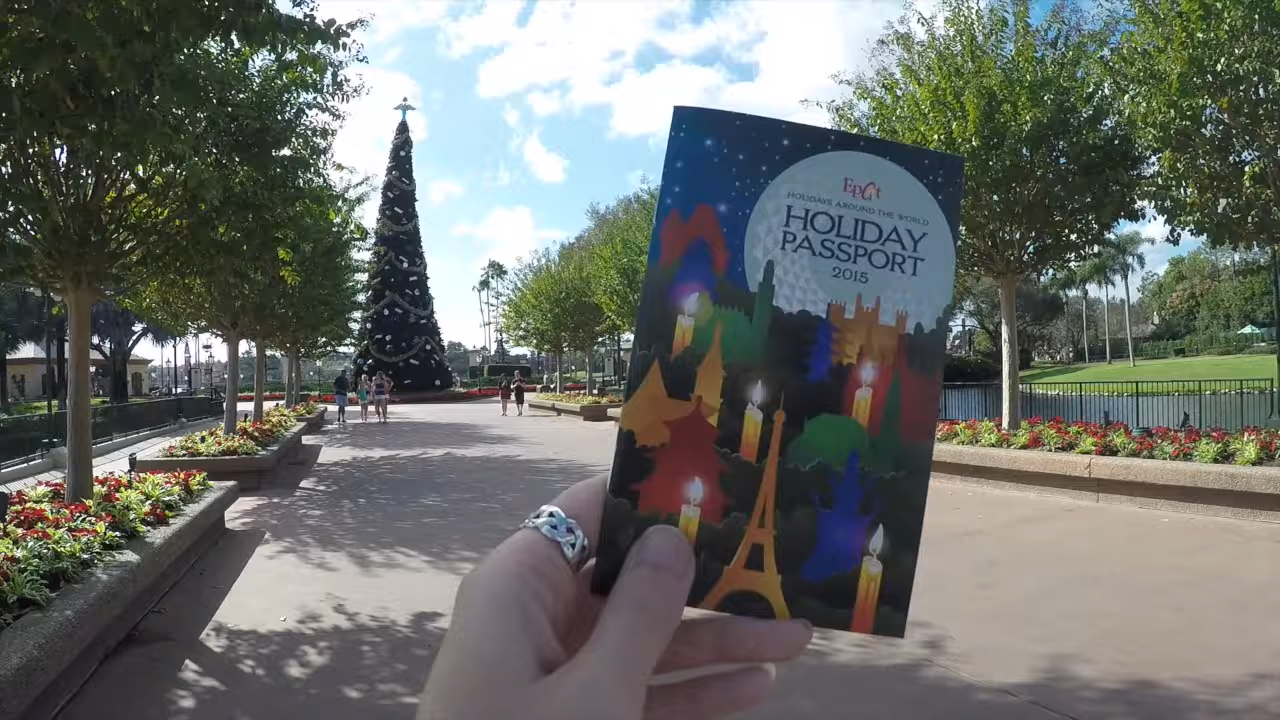 Epcot
HOLIDAYS AROUND THE WORLD
HOLIDAY
PASSPORT
2015